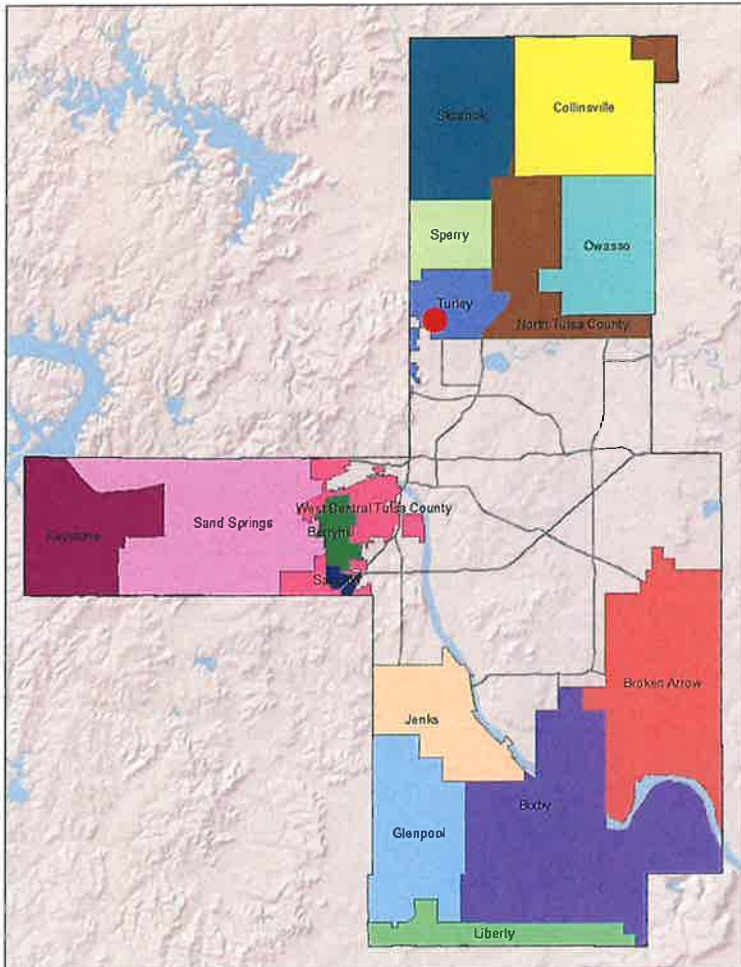 Skiatook
Collinsville
Sperry
Owasso
Turley
North Tulsa County
West Central Tulsa County
Sand Springs
Berryhill
Keystone
Broken Arrow
Jenks
Bixby
Glenpool
Liberty